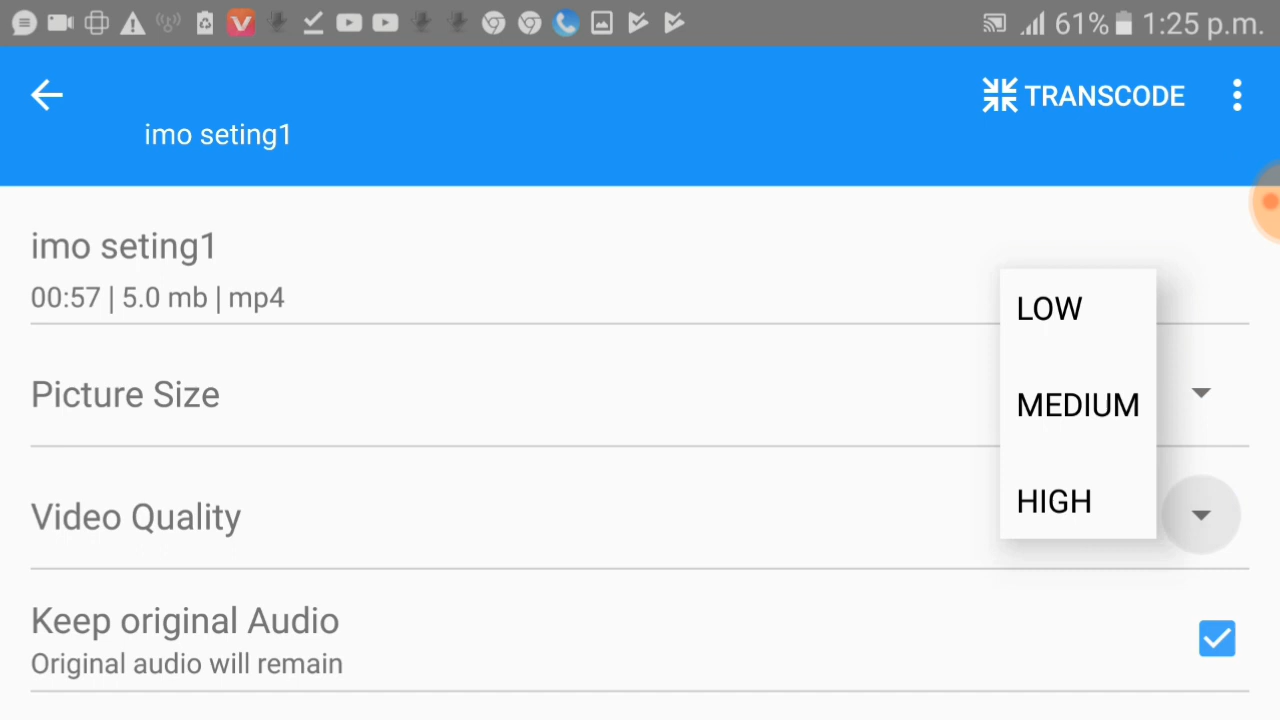 61% 1:25 p.m.
TRANSCODE
imo seting1
imo seting1
00:57 | 5.0 mb | mp4
LOW
Picture Size
MEDIUM
HIGH
Video Quality
Keep original Audio
Original audio will remain